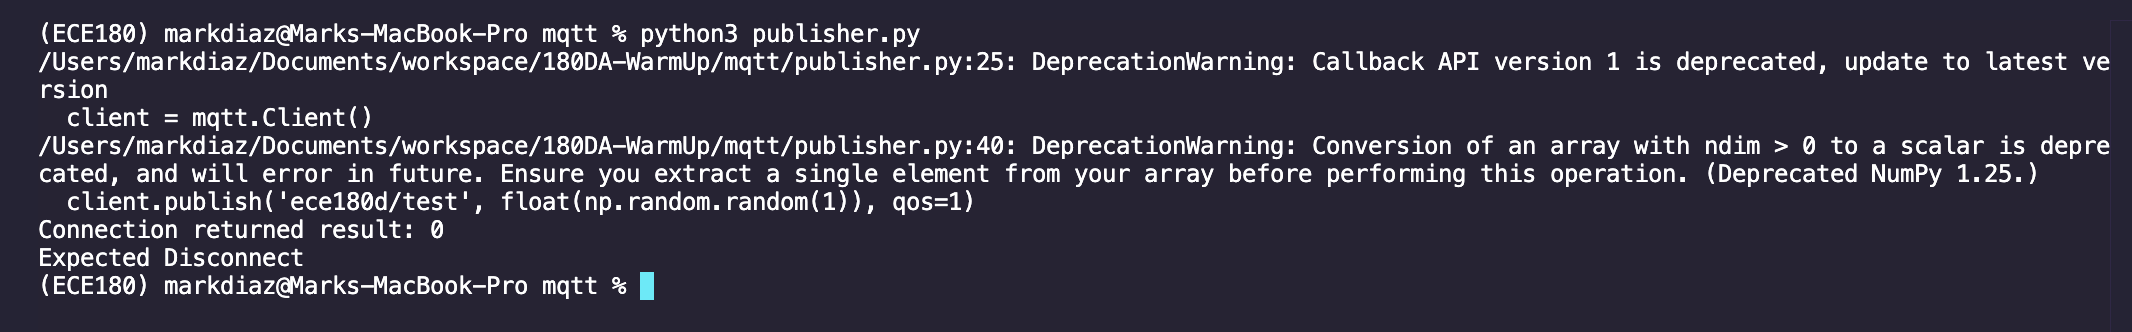 (ECE180) markdiaz@Marks-MacBook-Pro mqtt % python3 publisher.py
/Users/markdiaz/Documents/workspace/180DA-WarmUp/mqtt/publisher.py:25: DeprecationWarning: Callback API version 1 is deprecated, update to latest ve
rsion
  client = mqtt.Client()
/Users/markdiaz/Documents/workspace/180DA-WarmUp/mqtt/publisher.py:40: DeprecationWarning: Conversion of an array with ndim > 0 to a scalar is depre
cated, and will error in future. Ensure you extract a single element from your array before performing this operation. (Deprecated NumPy 1.25.)
  client.publish('ece180d/test', float(np.random.random(1)), qos=1)
Connection returned result: 0
Expected Disconnect
(ECE180) markdiaz@Marks-MacBook-Pro mqtt %